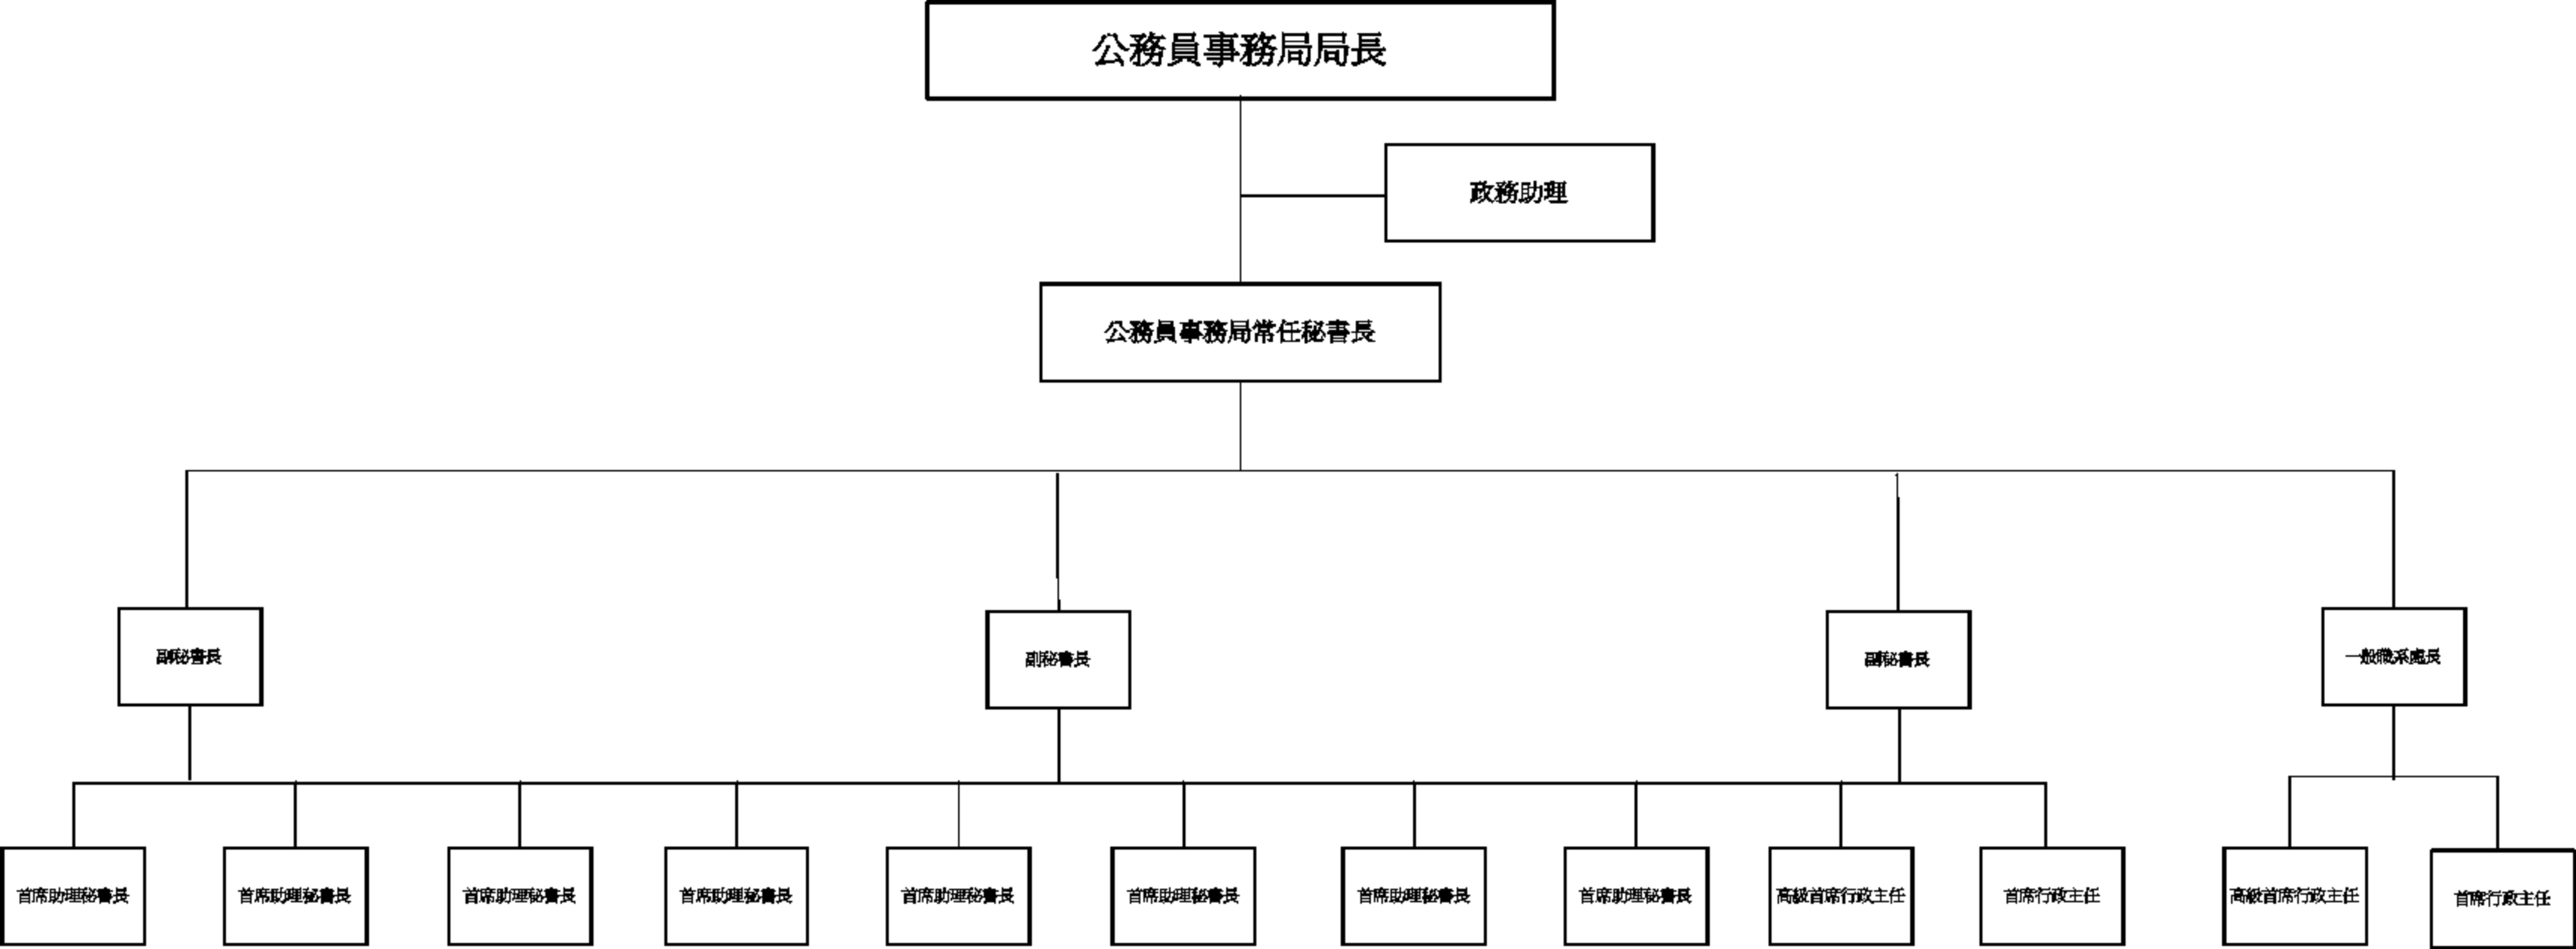 公務員事務局局長
政務助理
公務員事務局常任秘書長
副秘書長
副秘書長
副秘書長
一般職系處長
首席助理秘書長
首席助理秘書長
首席助理秘書長
首席助理秘書長
首席助理秘書長
首席助理秘書長
首席助理秘書長
首席助理秘書長
高級首席行政主任
首席行政主任
高級首席行政主任
首席行政主任